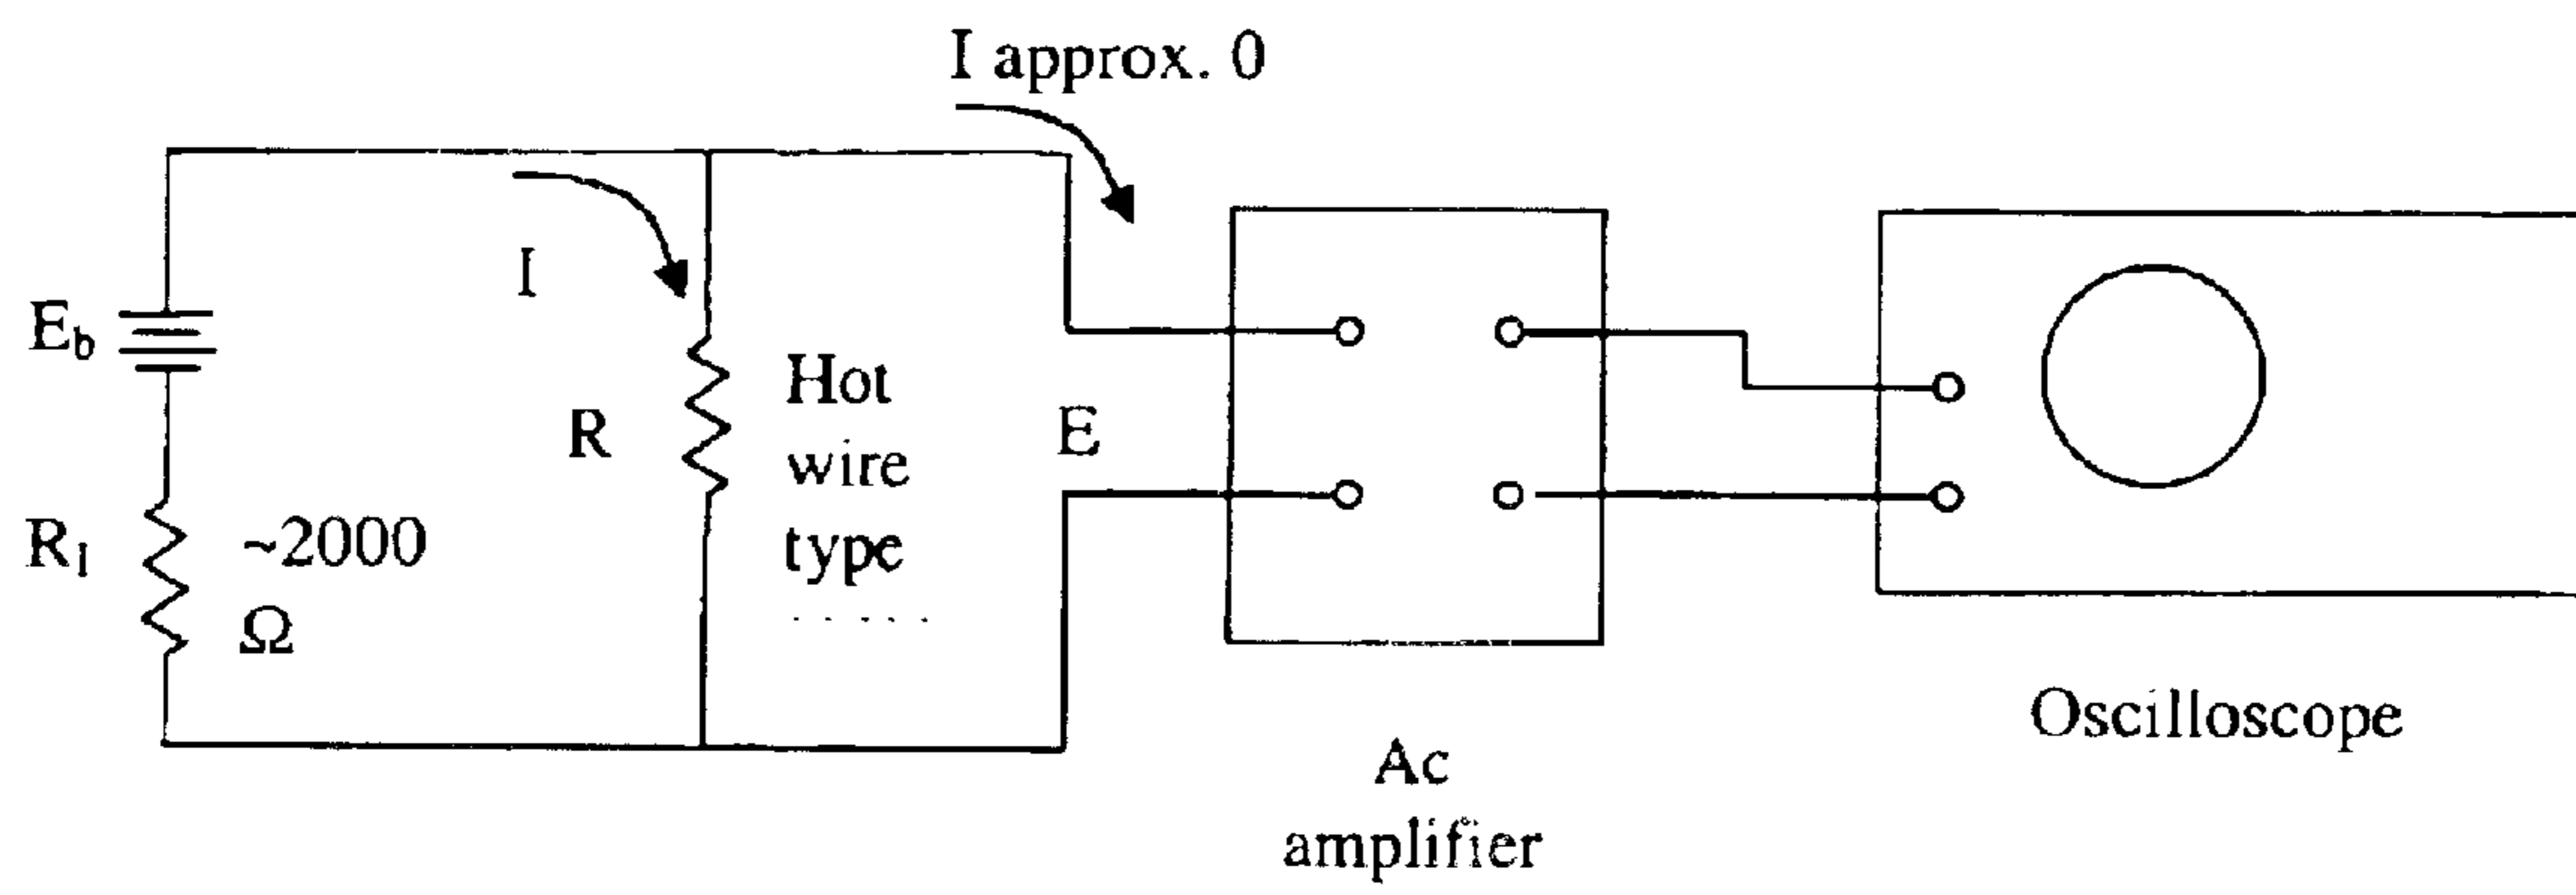 I approx. 0
I
E_b
R
Hot
wire
type
E
R_1
~2000
Ω
Oscilloscope
Ac
amplifier